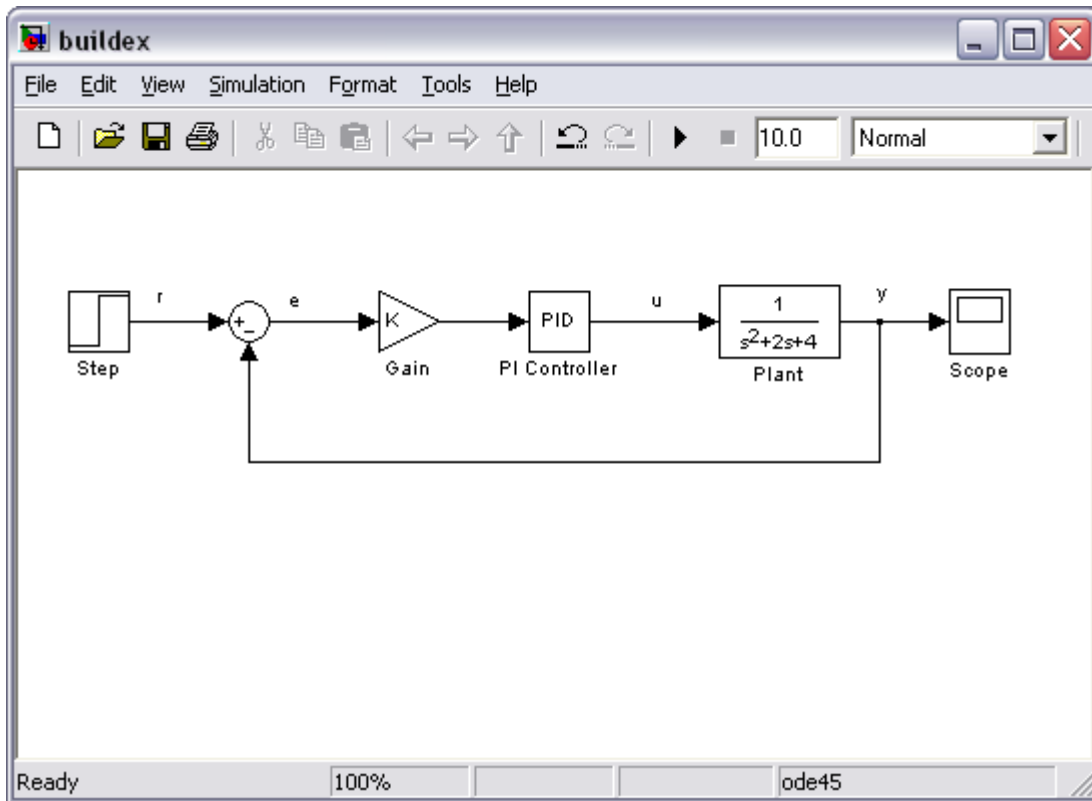 buildex
File Edit View Simulation Format Tools Help
10.0 Normal
r e u y
+ - K PID 1
s²+2s+4
Step Gain PI Controller Plant Scope
Ready 100% ode45